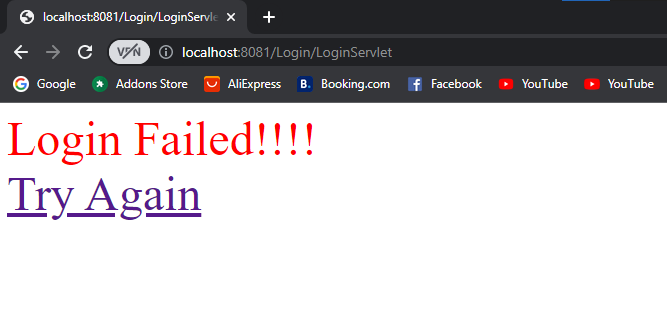 localhost:8081/Login/LoginServle
VPN
localhost:8081/Login/LoginServlet
Google Addons Store AliExpress B. Booking.com Facebook YouTube YouTube
Login Failed!!!!
Try Again